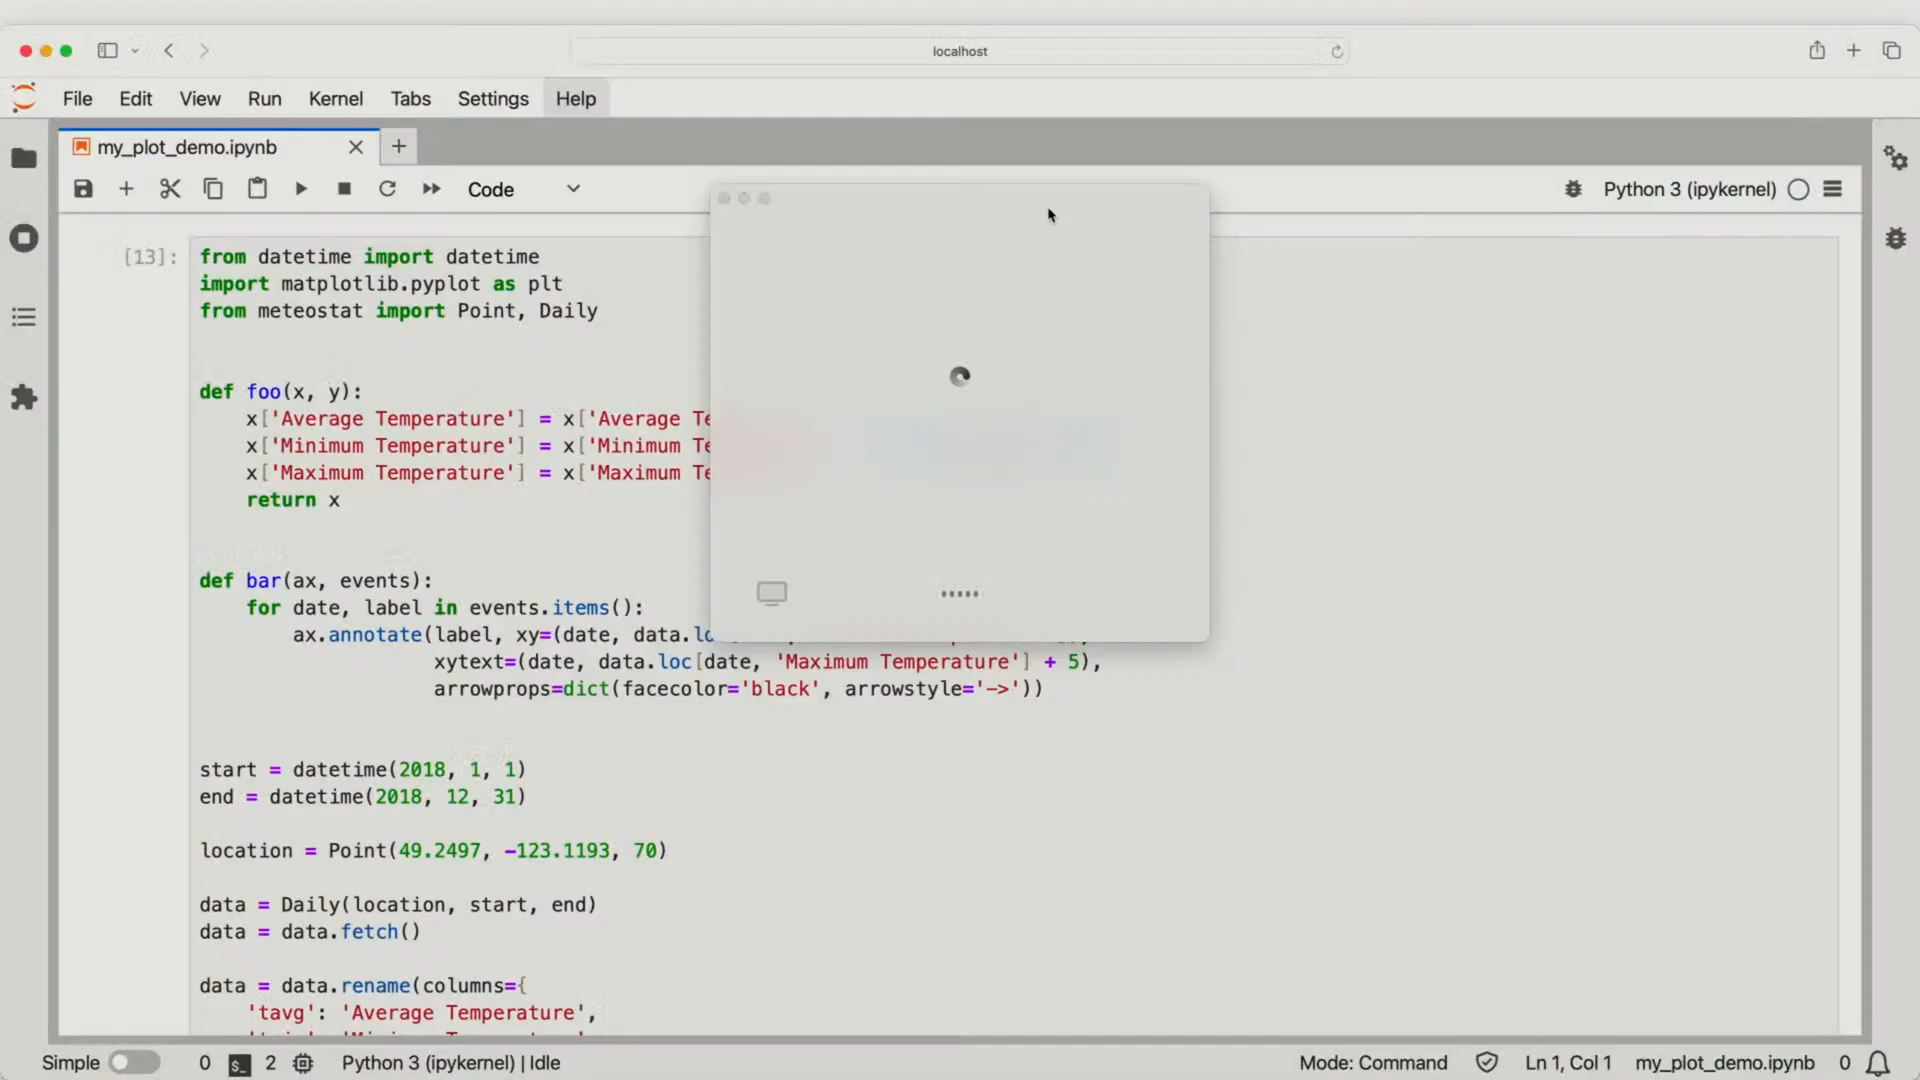 localhost
File Edit View Run Kernel Tabs Settings Help
my_plot_demo.ipynb
Code
Python 3 (ipykernel)
[13]:
from datetime import datetime
import matplotlib.pyplot as plt
from meteostat import Point, Daily
def foo(x, y):
x['Average Temperature'] = x['Average
x['Minimum Temperature'] = x['Minimum
x['Maximum Temperature'] = x['Maximum
return x
def bar(ax, events):
for date, label in events.items():
ax.annotate(label, xy=(date, data.
xytext=(date, data.loc[date, 'Maximum Temperature'] + 5),
arrowprops=dict(facecolor='black', arrowstyle='->'))
start = datetime(2018, 1, 1)
end = datetime(2018, 12, 31)
location = Point(49.2497, -123.1193, 70)
data = Daily(location, start, end)
data = data.fetch()
data = data.rename(columns={
'tavg': 'Average Temperature',
Simple 0 $_ 2 Python 3 (ipykernel) | Idle Mode: Command Ln 1, Col 1 my_plot_demo.ipynb 0